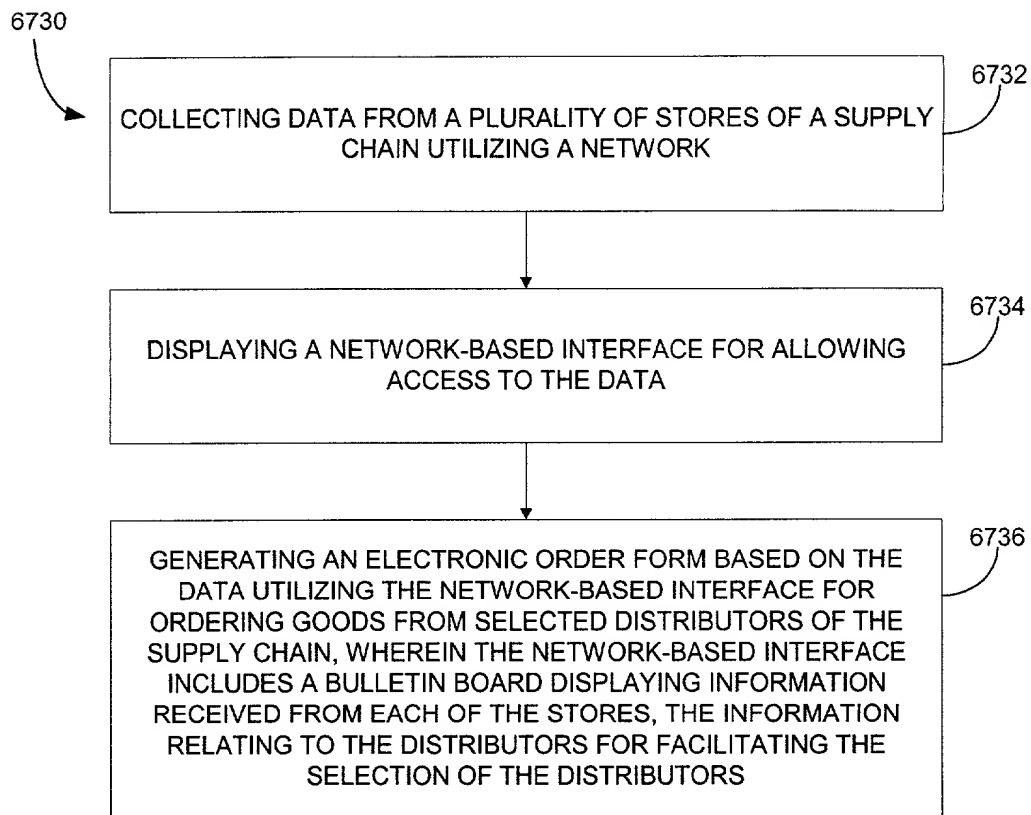 6730
6732
COLLECTING DATA FROM A PLURALITY OF STORES OF A SUPPLY
CHAIN UTILIZING A NETWORK
6734
DISPLAYING A NETWORK-BASED INTERFACE FOR ALLOWING
ACCESS TO THE DATA
6736
GENERATING AN ELECTRONIC ORDER FORM BASED ON THE
DATA UTILIZING THE NETWORK-BASED INTERFACE FOR
ORDERING GOODS FROM SELECTED DISTRIBUTORS OF THE
SUPPLY CHAIN, WHEREIN THE NETWORK-BASED INTERFACE
INCLUDES A BULLETIN BOARD DISPLAYING INFORMATION
RECEIVED FROM EACH OF THE STORES, THE INFORMATION
RELATING TO THE DISTRIBUTORS FOR FACILITATING THE
SELECTION OF THE DISTRIBUTORS